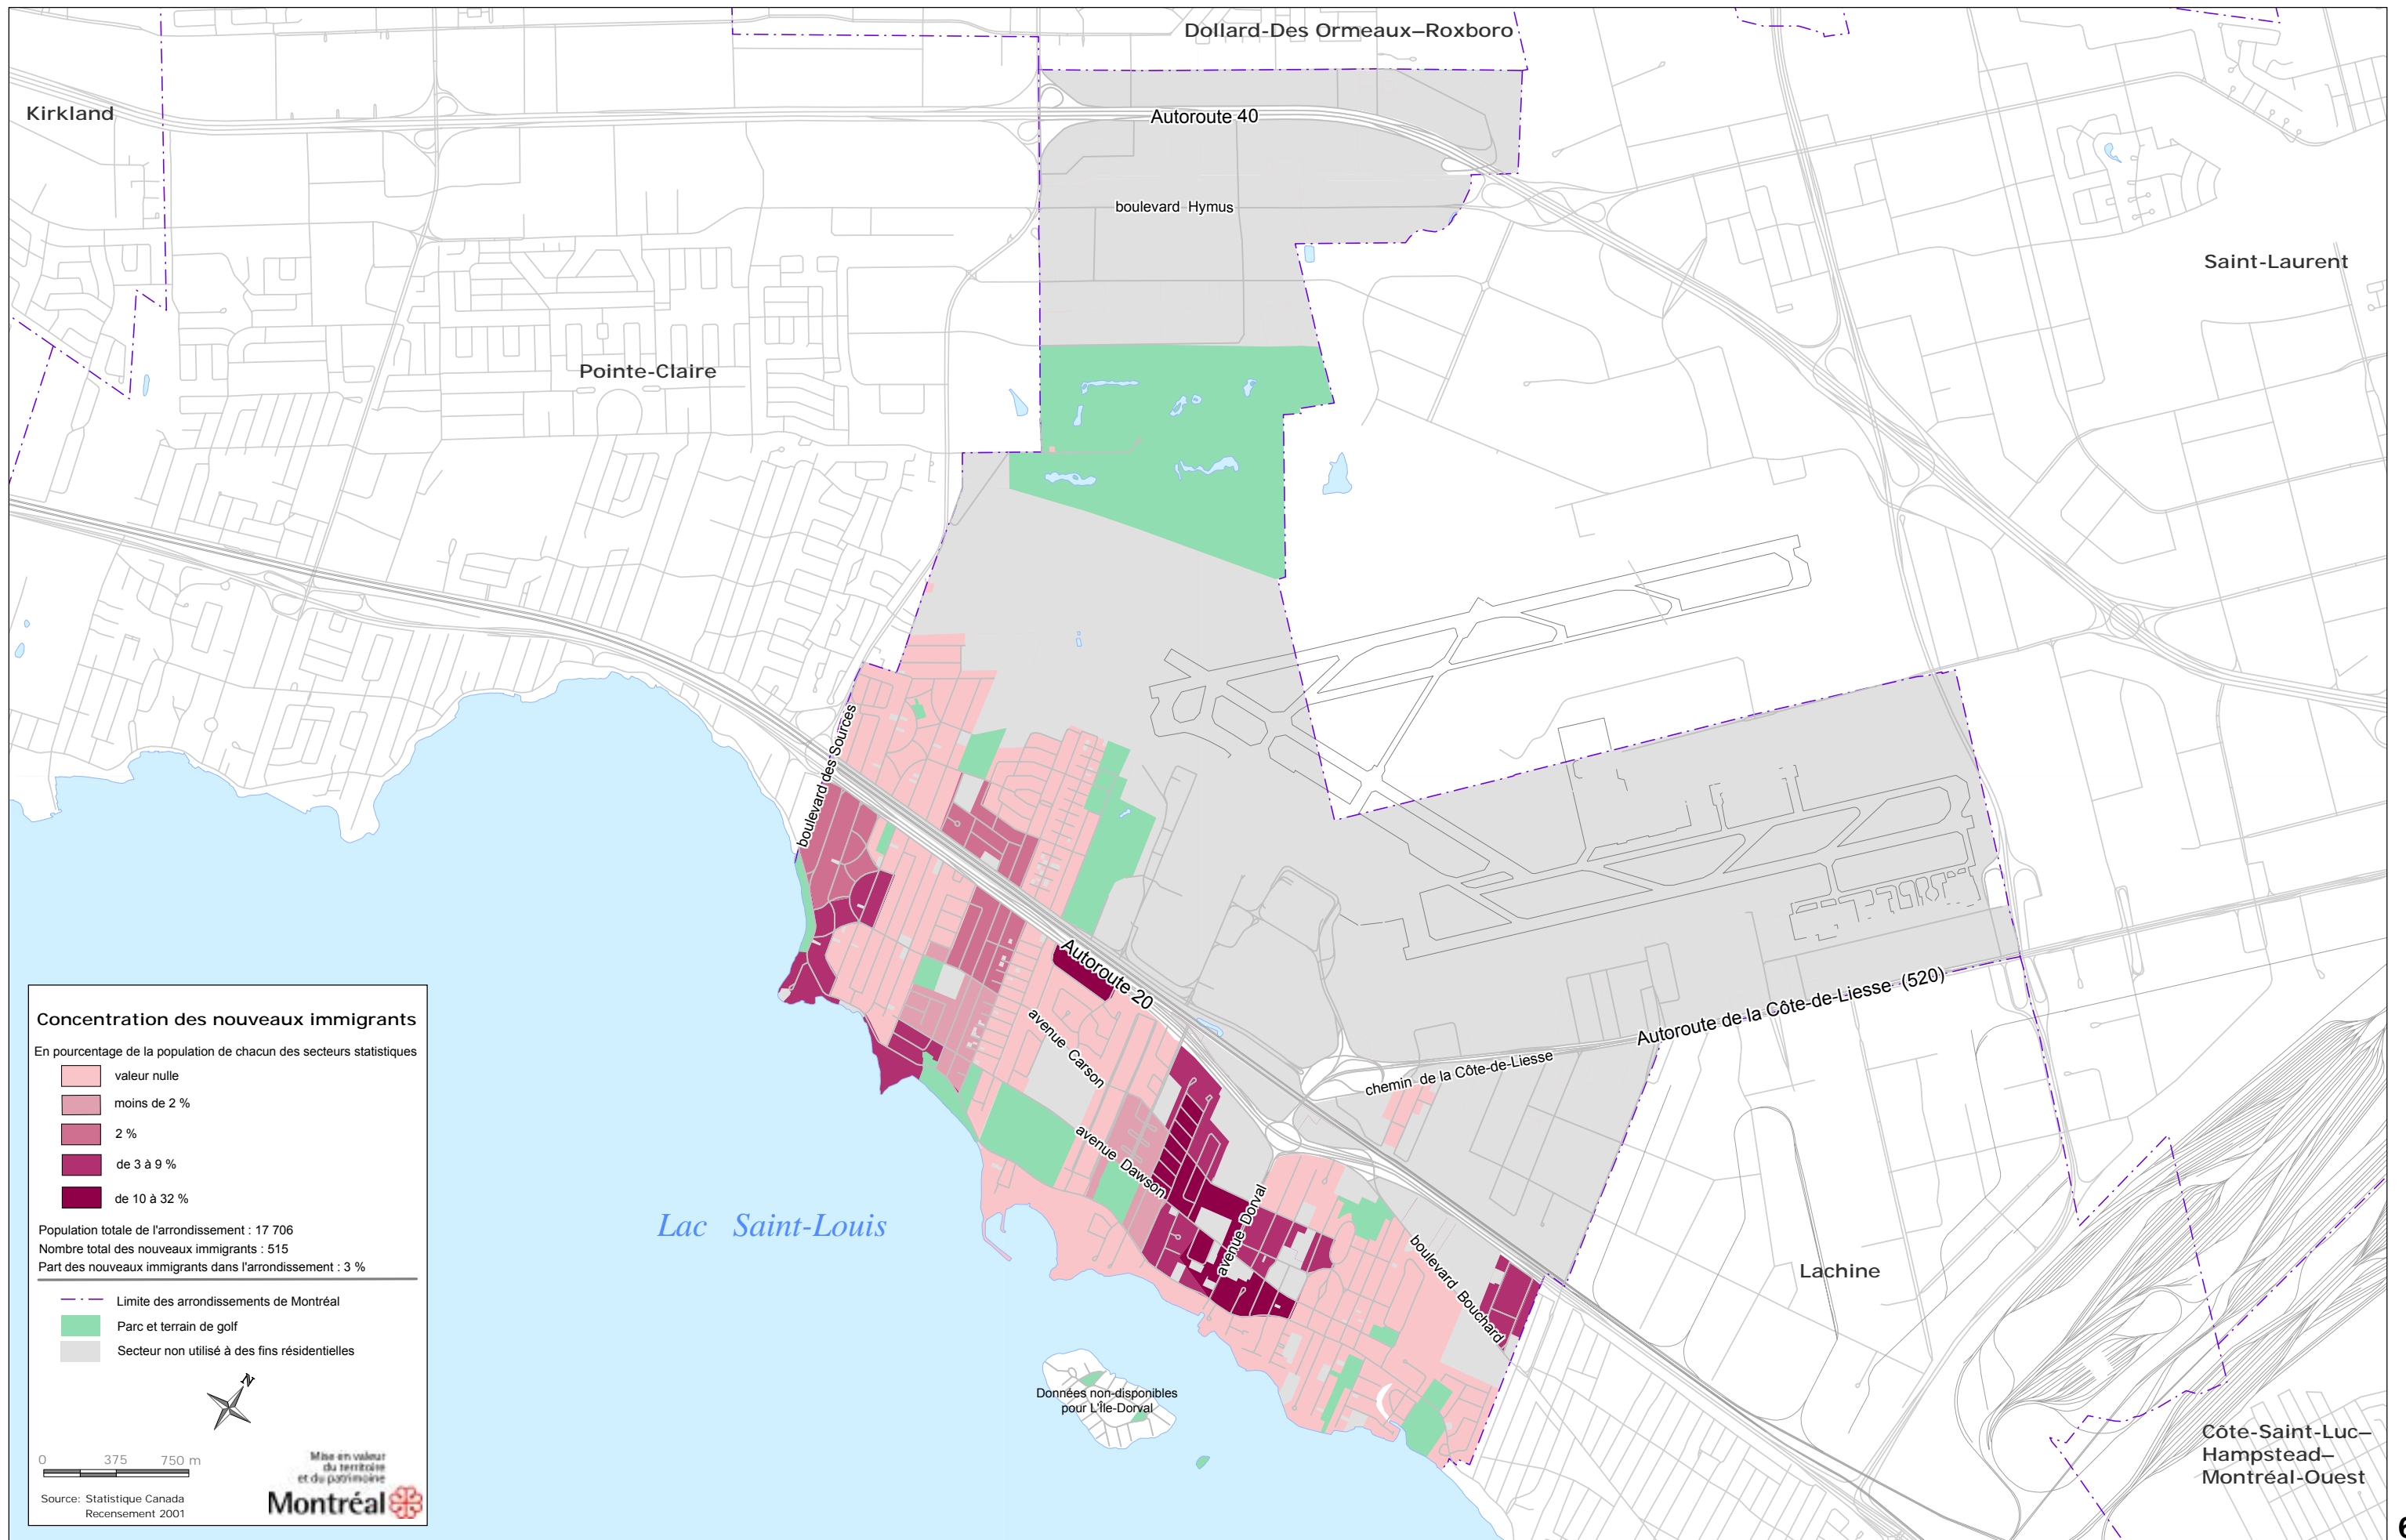 Dollard-Des Ormeaux–Roxboro
Kirkland
Autoroute 40
boulevard Hymus
Saint-Laurent
Pointe-Claire
boulevard des Sources
Autoroute 20
Autoroute de la Côte-de-Liesse (520)
avenue Carson
chemin de la Côte-de-Liesse
avenue Dawson
avenue Dorval
boulevard Bouchard
Lac Saint-Louis
Lachine
Données non-disponibles
pour L'Île-Dorval
Côte-Saint-Luc–
Hampstead–
Montréal-Ouest
Concentration des nouveaux immigrants
En pourcentage de la population de chacun des secteurs statistiques
valeur nulle
moins de 2 %
2 %
de 3 à 9 %
de 10 à 32 %
Population totale de l'arrondissement : 17 706
Nombre total des nouveaux immigrants : 515
Part des nouveaux immigrants dans l'arrondissement : 3 %
Limite des arrondissements de Montréal
Parc et terrain de golf
Secteur non utilisé à des fins résidentielles
N
0 375 750 m
Mise en valeur
du territoire
et du patrimoine
Montréal
Source: Statistique Canada
Recensement 2001